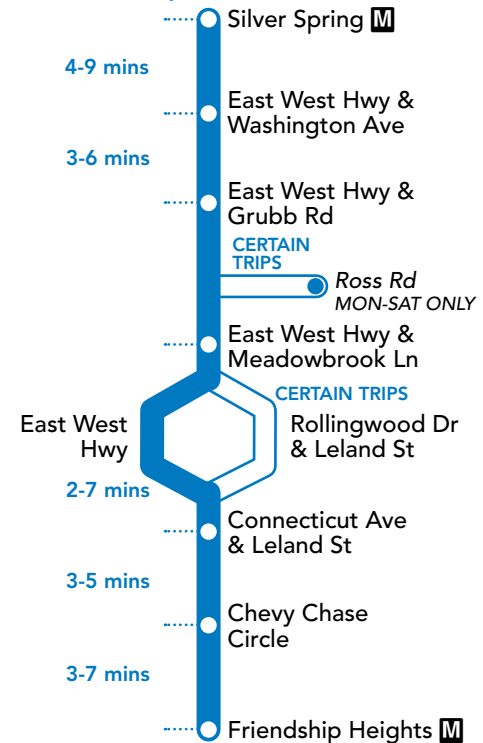 Silver Spring M
4-9 mins
East West Hwy &
Washington Ave
3-6 mins
East West Hwy &
Grubb Rd
CERTAIN
TRIPS
Ross Rd
MON-SAT ONLY
East West Hwy &
Meadowbrook Ln
CERTAIN TRIPS
East West
Hwy
Rollingwood Dr
& Leland St
2-7 mins
Connecticut Ave
& Leland St
3-5 mins
Chevy Chase
Circle
3-7 mins
Friendship Heights M